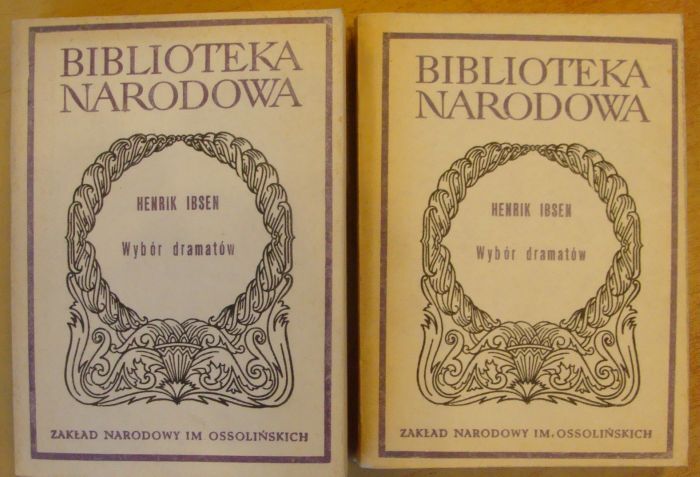 BIBLIOTEKA
NARODOWA
HENRIK IBSEN
Wybór dramatów
ZAKŁAD NARODOWY IM. OSSOLIŃSKICH
BIBLIOTEKA
NARODOWA
HENRIK IBSEN
Wybór dramatów
ZAKŁAD NARODOWY IM. OSSOLIŃSKICH